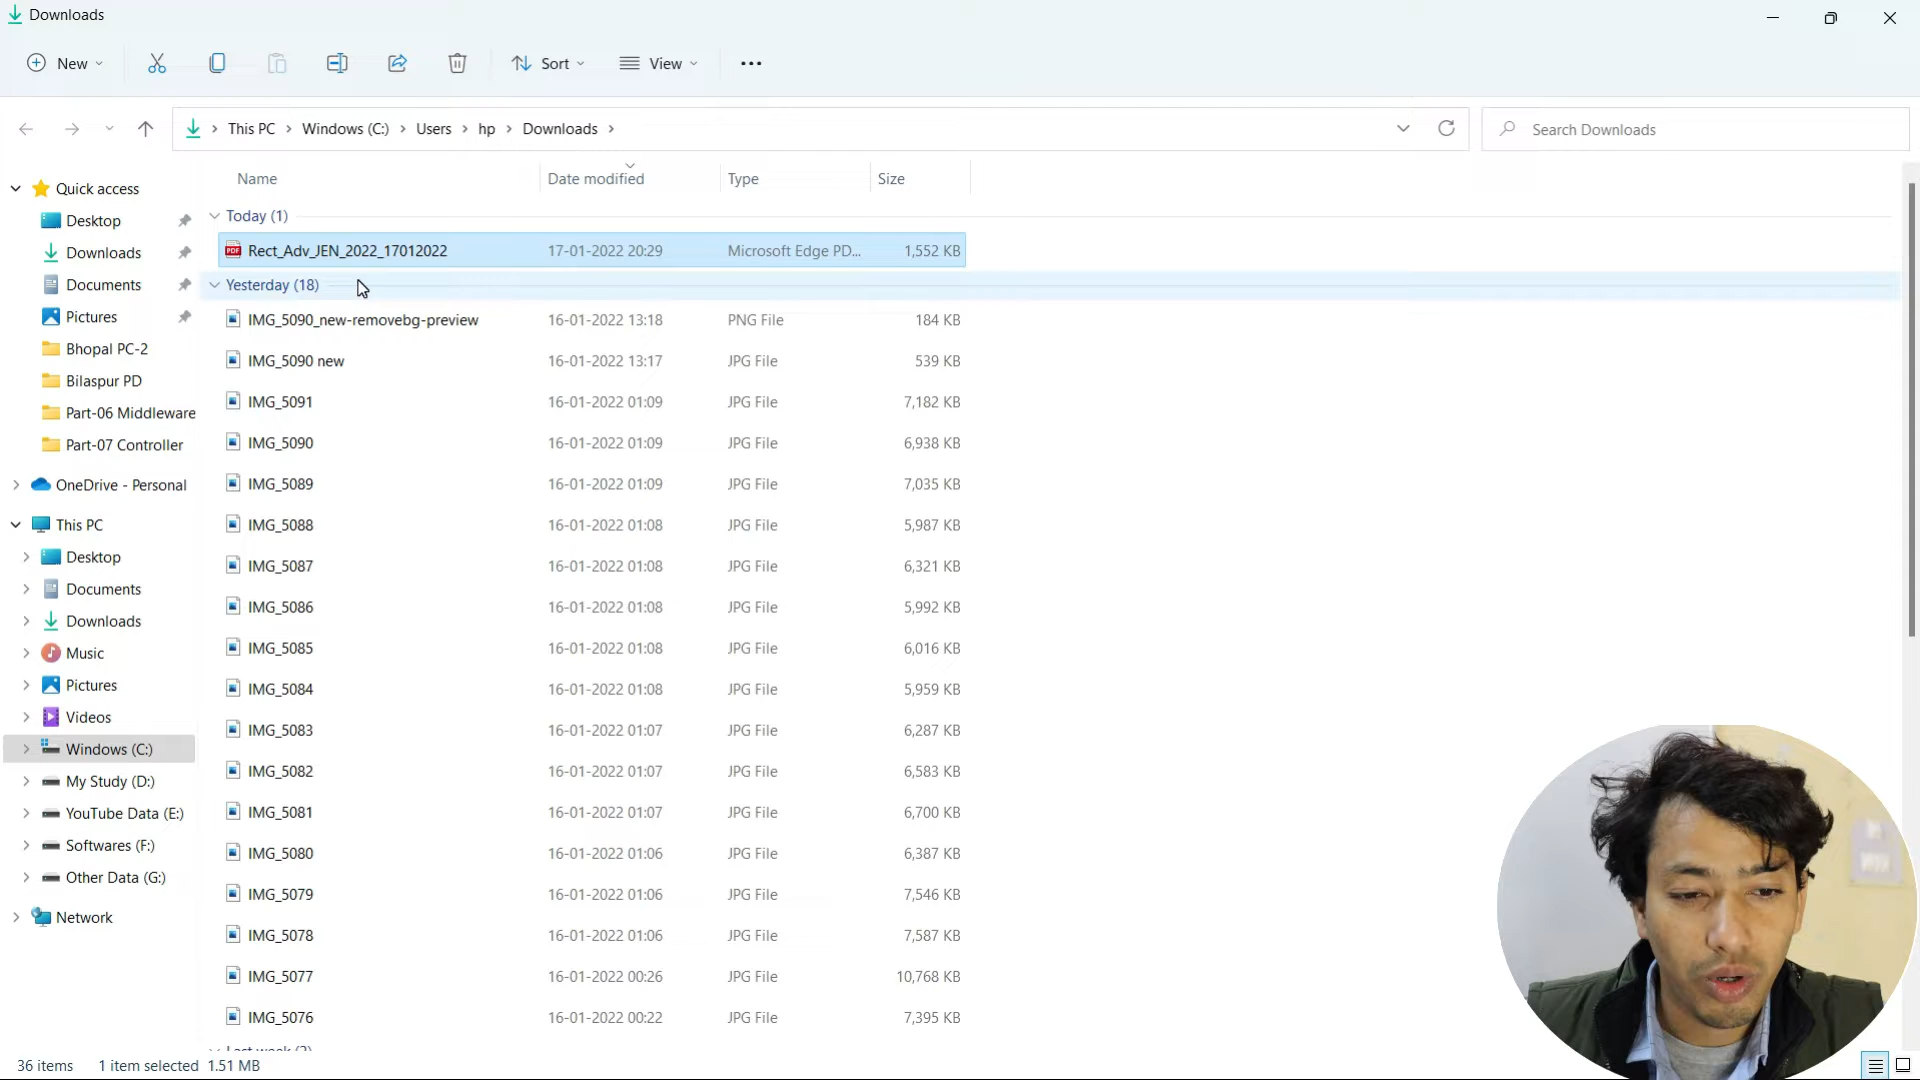 Downloads
New
Sort
View
This PC
Windows (C:)
Users
hp
Downloads
Search Downloads
Name
Date modified
Type
Size
Quick access
Desktop
Downloads
Documents
Pictures
Bhopal PC-2
Bilaspur PD
Part-06 Middleware
Part-07 Controller
OneDrive - Personal
This PC
Desktop
Documents
Downloads
Music
Pictures
Videos
Windows (C:)
My Study (D:)
YouTube Data (E:)
Softwares (F:)
Other Data (G:)
Network
Today (1)
PDF Rect_Adv_JEN_2022_17012022 17-01-2022 20:29 Microsoft Edge PD... 1,552 KB
Yesterday (18)
IMG_5090_new-removebg-preview 16-01-2022 13:18 PNG File 184 KB
IMG_5090 new 16-01-2022 13:17 JPG File 539 KB
IMG_5091 16-01-2022 01:09 JPG File 7,182 KB
IMG_5090 16-01-2022 01:09 JPG File 6,938 KB
IMG_5089 16-01-2022 01:09 JPG File 7,035 KB
IMG_5088 16-01-2022 01:08 JPG File 5,987 KB
IMG_5087 16-01-2022 01:08 JPG File 6,321 KB
IMG_5086 16-01-2022 01:08 JPG File 5,992 KB
IMG_5085 16-01-2022 01:08 JPG File 6,016 KB
IMG_5084 16-01-2022 01:08 JPG File 5,959 KB
IMG_5083 16-01-2022 01:07 JPG File 6,287 KB
IMG_5082 16-01-2022 01:07 JPG File 6,583 KB
IMG_5081 16-01-2022 01:07 JPG File 6,700 KB
IMG_5080 16-01-2022 01:06 JPG File 6,387 KB
IMG_5079 16-01-2022 01:06 JPG File 7,546 KB
IMG_5078 16-01-2022 01:06 JPG File 7,587 KB
IMG_5077 16-01-2022 00:26 JPG File 10,768 KB
IMG_5076 16-01-2022 00:22 JPG File 7,395 KB
Last week (2)
36 items 1 item selected 1.51 MB